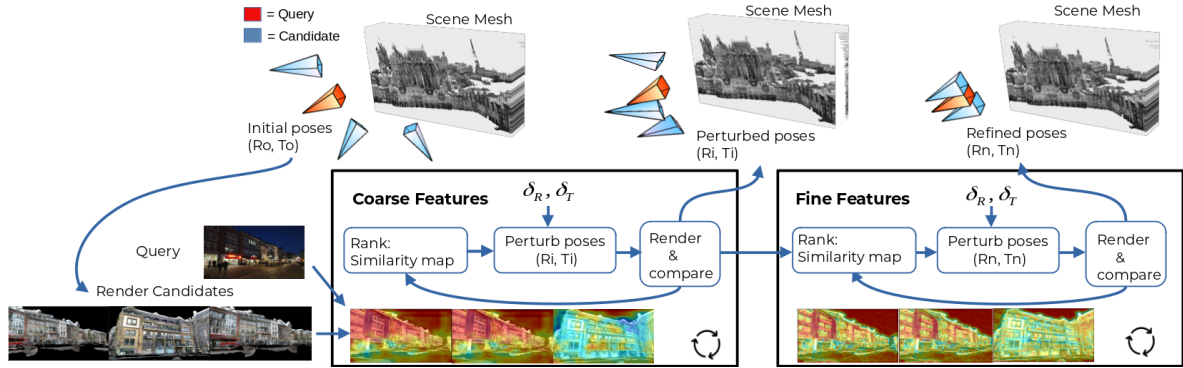 = Query
= Candidate
Scene Mesh
Scene Mesh
Scene Mesh
Initial poses
(Ro, To)
Perturbed poses
(Ri, Ti)
Refined poses
(Rn, Tn)
Coarse Features
δR , δT
Rank:
Similarity map
Perturb poses
(Ri, Ti)
Render
&
compare
Fine Features
δR , δT
Rank:
Similarity map
Perturb poses
(Rn, Tn)
Render
&
compare
Query
Render Candidates